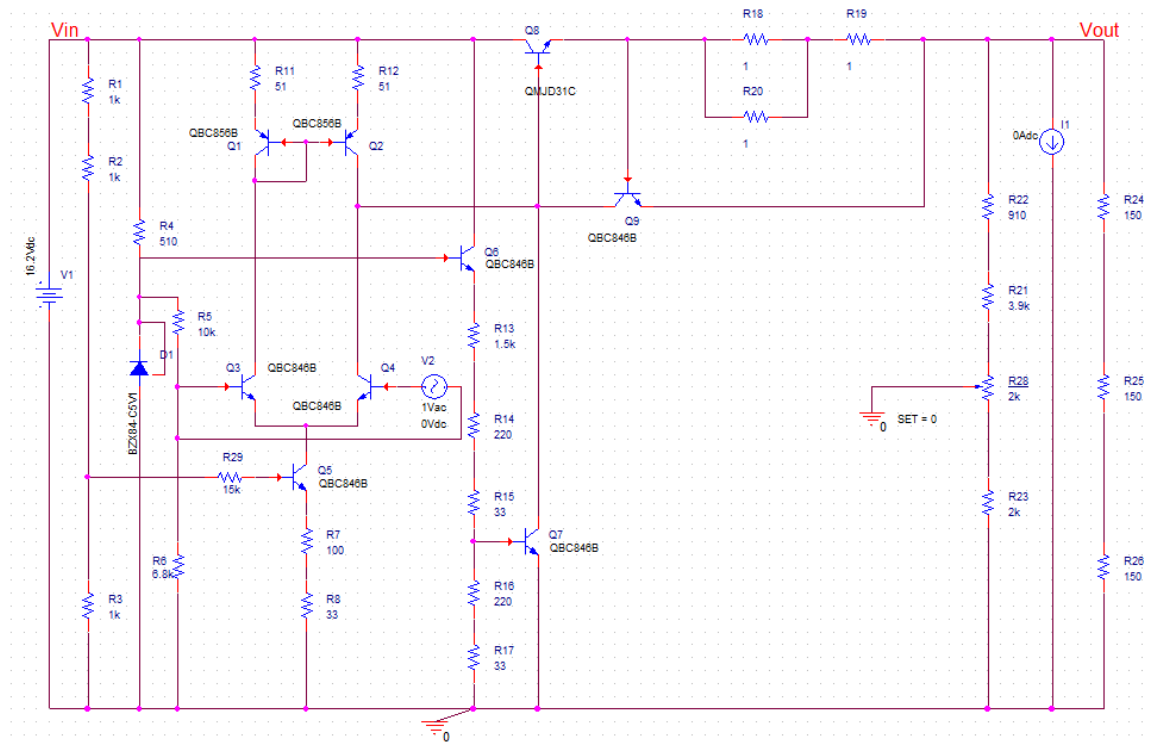 Vin
Vout
R18
1
R19
1
R20
1
Q8
QMJD31C
R1
1k
R11
51
R12
51
QBC856B
Q1
QBC856B
Q2
0Adc
I1
R2
1k
R4
510
Q9
QBC846B
R22
910
R24
150
16.2Vdc
V1
Q6
QBC846B
R5
10k
R21
3.9k
R13
1.5k
D1
BZX84-C5V1
Q3
QBC846B
Q4
QBC846B
V2
1Vac
0Vdc
R28
2k
SET = 0
0
R25
150
R14
220
R29
15k
Q5
QBC846B
R15
33
R23
2k
R7
100
Q7
QBC846B
R6
6.8k
R16
220
R26
150
R3
1k
R8
33
R17
33
0